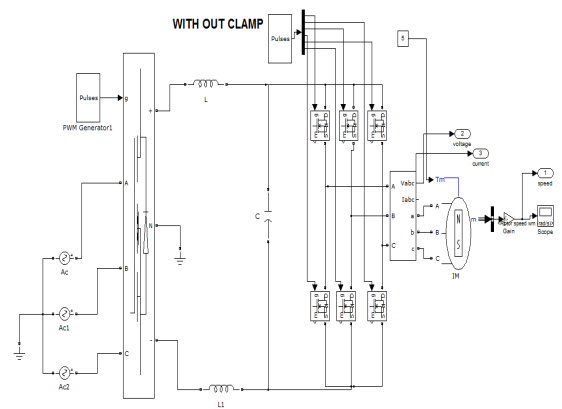 WITH OUT CLAMP
Pulses
Pulses
5
PWM Generator1
g
+
L
A
N
B
C
-
Ac
Ac1
Ac2
C
L1
A
B
C
Vabc
Iabc
a
b
c
2
voltage
3
current
1
speed
Tm
A
B
C
N
S
m
IM
Gain
Scope